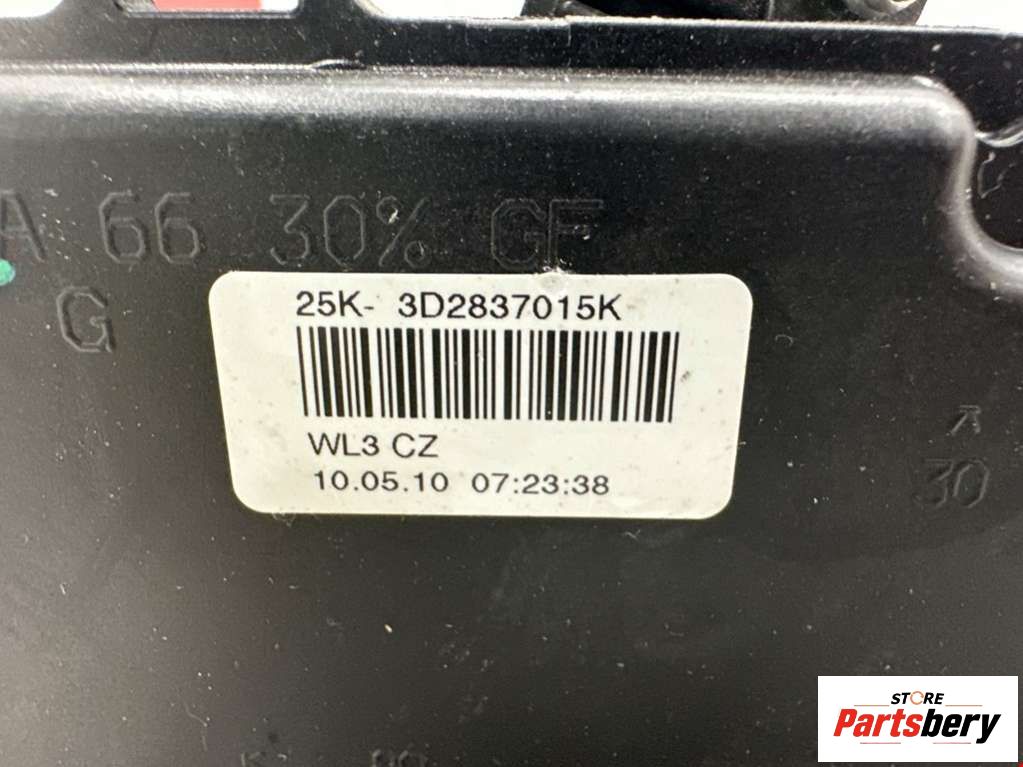 A 66 30% GF
G
25K- 3D2837015K
WL3 CZ
10.05.10 07:23:38
30
STORE
Partsbery